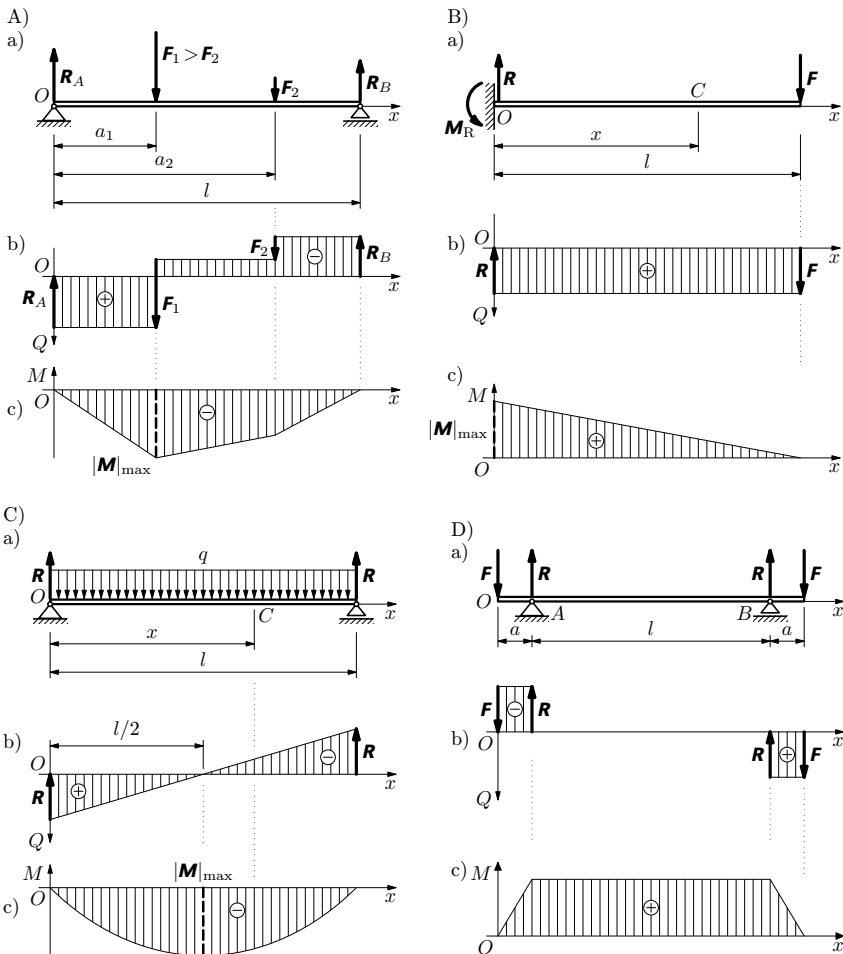 A)
a)
R_A
F_1 > F_2
F_2
R_B
O
x
a_1
a_2
l
b)
O
R_A
+
F_1
F_2
−
R_B
x
Q
M
O
x
c)
−
|M|_max
B)
a)
R
C
F
M_R
O
x
x
l
b)
O
x
R
+
F
Q
c)
M
|M|_max
+
O
x
C)
a)
q
R
R
O
C
x
x
l
l/2
b)
O
+
−
R
R
x
Q
|M|_max
M
O
x
c)
−
D)
a)
F
R
R
F
O
A
B
x
a
l
a
F
−
R
b)
O
x
R
+
F
Q
c)
M
+
O
x